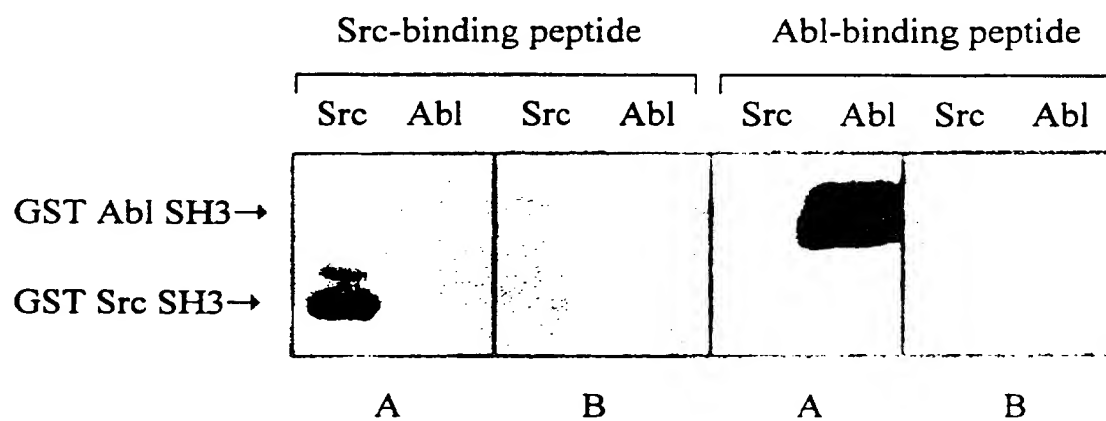 Src-binding peptide Abl-binding peptide
Src Abl Src Abl Src Abl Src Abl
GST Abl SH3→
GST Src SH3→
A B A B